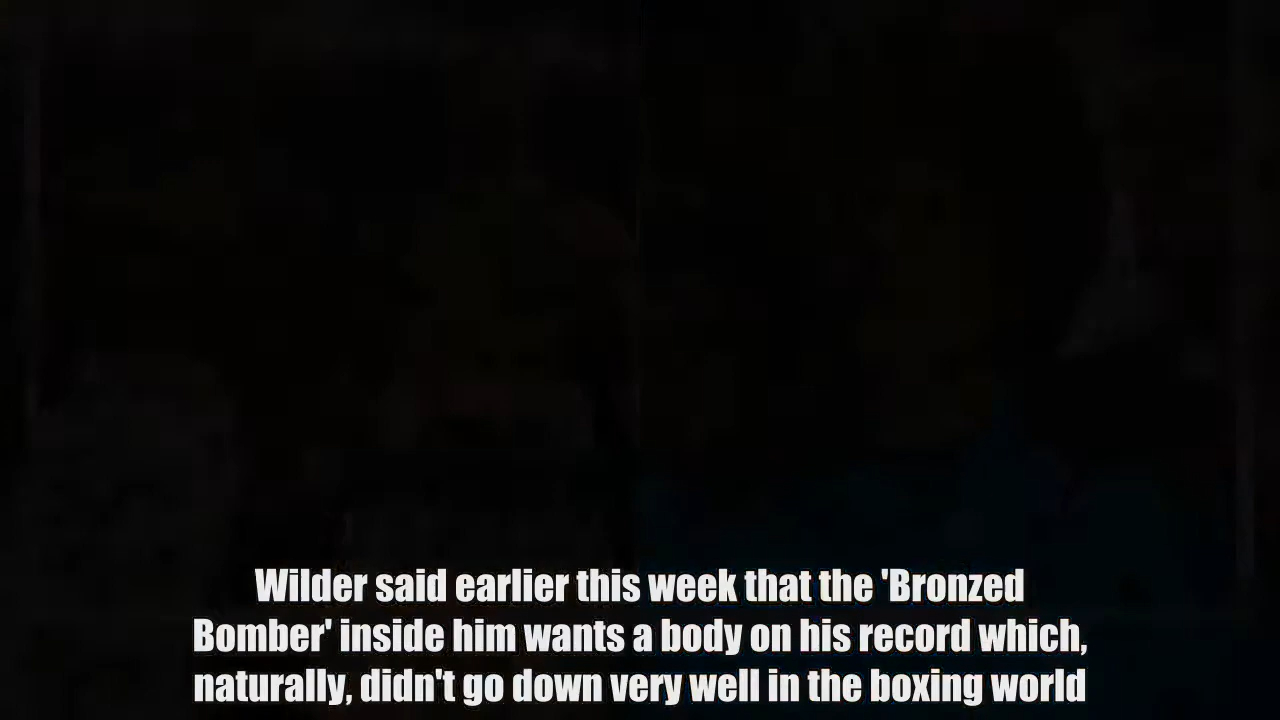 Wilder said earlier this week that the 'Bronzed
Bomber' inside him wants a body on his record which,
naturally, didn't go down very well in the boxing world